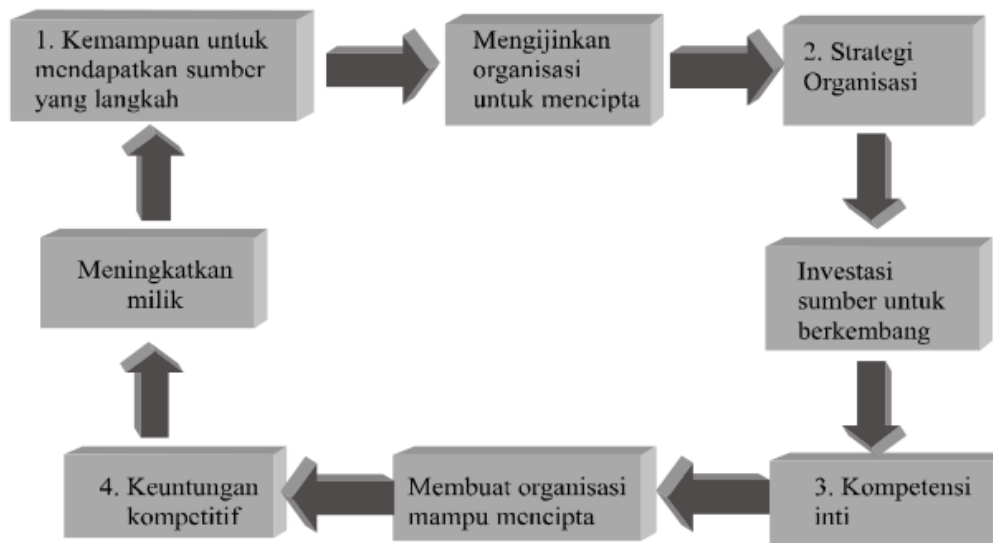 1. Kemampuan untuk
mendapatkan sumber
yang langkah
Mengijinkan
organisasi
untuk mencipta
2. Strategi
Organisasi
Investasi
sumber untuk
berkembang
3. Kompetensi
inti
Membuat organisasi
mampu mencipta
4. Keuntungan
kompetitif
Meningkatkan
milik